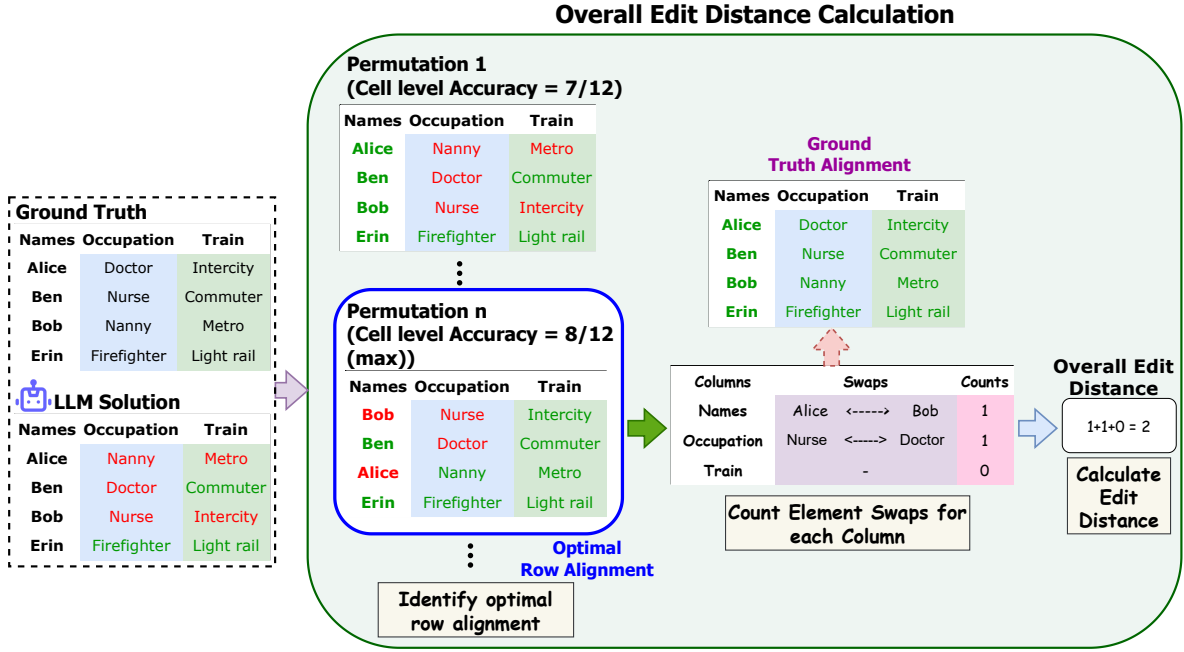 Overall Edit Distance Calculation
Ground Truth
Names Occupation Train
Alice Doctor Intercity
Ben Nurse Commuter
Bob Nanny Metro
Erin Firefighter Light rail
LLM Solution
Names Occupation Train
Alice Nanny Metro
Ben Doctor Commuter
Bob Nurse Intercity
Erin Firefighter Light rail
Permutation 1
(Cell level Accuracy = 7/12)
Names Occupation Train
Alice Nanny Metro
Ben Doctor Commuter
Bob Nurse Intercity
Erin Firefighter Light rail
Permutation n
(Cell level Accuracy = 8/12
(max))
Names Occupation Train
Bob Nurse Intercity
Ben Doctor Commuter
Alice Nanny Metro
Erin Firefighter Light rail
Optimal
Row Alignment
Identify optimal
row alignment
Ground
Truth Alignment
Names Occupation Train
Alice Doctor Intercity
Ben Nurse Commuter
Bob Nanny Metro
Erin Firefighter Light rail
Columns Swaps Counts
Names Alice <-----> Bob 1
Occupation Nurse <-----> Doctor 1
Train - 0
Count Element Swaps for
each Column
Overall Edit
Distance
1+1+0 = 2
Calculate
Edit
Distance